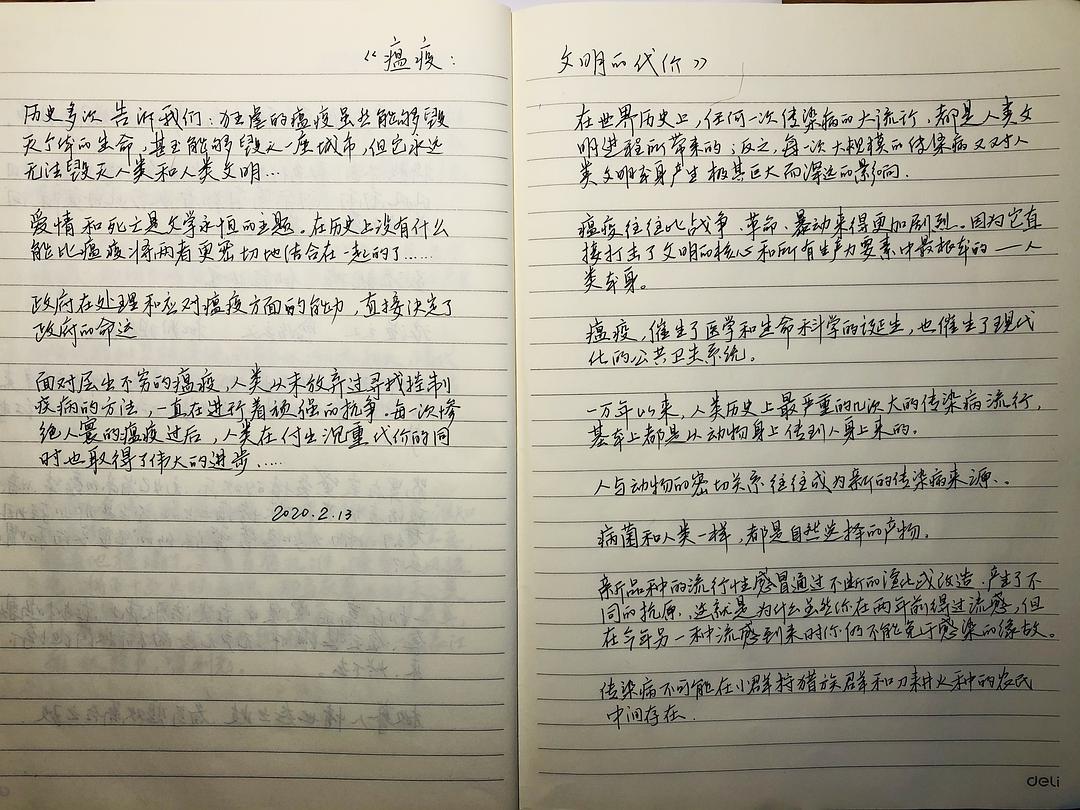 《瘟疫:
历史多次 告诉我们:肆虐的瘟疫虽然能够毁
灭个体的生命,甚至能够毁灭一座城市,但它永远
无法毁灭人类和人类文明…
爱情和死亡是文学永恒的主题。在历史上没有什么
能比瘟疫将两者更密切地结合在一起的了……
政府在处理和应对瘟疫方面的能力,直接决定了
政府的命运
面对层出不穷的瘟疫,人类从未放弃过寻找控制
疾病的方法,一直在进行着顽强的抗争。每一次惨
绝人寰的瘟疫过后,人类在付出沉重代价的同
时也取得了伟大的进步……
2020.2.13
文明的代价》
在世界历史上,任何一次传染病的大流行,都是人类文
明进程所带来的;反之,每一次大规模的传染病又对人
类文明本身产生极其巨大而深远的影响.
瘟疫往往比战争.革命.暴动来得更加剧烈。因为它直
接打击了文明的核心和所有生产力要素中最根本的——人
类本身。
瘟疫,催生了医学和生命科学的诞生,也催生了现代
化的公共卫生系统。
一万年以来,人类历史上最严重的几次大的传染病流行,
基本上都是从动物身上传到人身上来的.
人与动物的密切关系往往成为新的传染病来源..
病菌和人类一样,都是自然选择的产物.
新品种的流行性感冒通过不断的演化或改造.产生了不
同的抗原.这就是为什么虽然你在两年前得过流感,但
在今年另一种流感到来时你仍不能免于感染的缘故。
传染病不可能在小群狩猎族群和刀耕火种的农民
中间存在.
deli